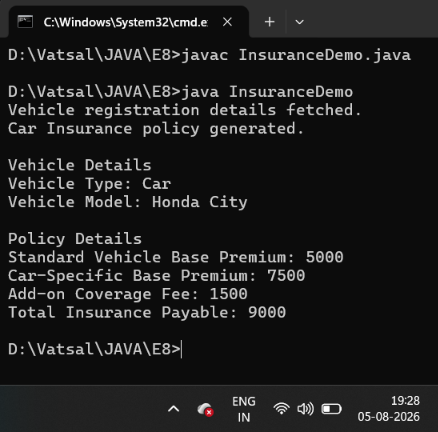 C:\Windows\System32\cmd.e
D:\Vatsal\JAVA\E8>javac InsuranceDemo.java
D:\Vatsal\JAVA\E8>java InsuranceDemo
Vehicle registration details fetched.
Car Insurance policy generated.
Vehicle Details
Vehicle Type: Car
Vehicle Model: Honda City
Policy Details
Standard Vehicle Base Premium: 5000
Car-Specific Base Premium: 7500
Add-on Coverage Fee: 1500
Total Insurance Payable: 9000
D:\Vatsal\JAVA\E8>
ENG
IN
19:28
05-08-2026